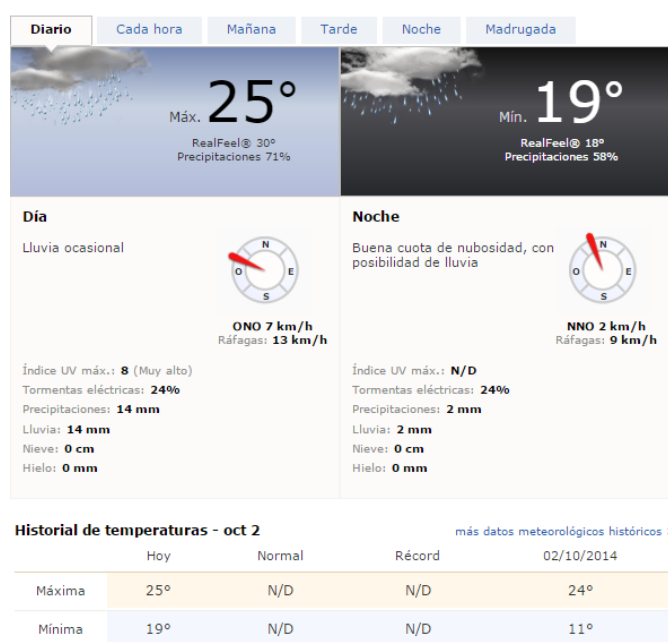 Diario Cada hora Mañana Tarde Noche Madrugada
Máx. 25°
RealFeel® 30°
Precipitaciones 71%
Mín. 19°
RealFeel® 18°
Precipitaciones 58%
Día
Lluvia ocasional
N
O E
S
ONO 7 km/h
Ráfagas: 13 km/h
Índice UV máx.: 8 (Muy alto)
Tormentas eléctricas: 24%
Precipitaciones: 14 mm
Lluvia: 14 mm
Nieve: 0 cm
Hielo: 0 mm
Noche
Buena cuota de nubosidad, con
posibilidad de lluvia
N
O E
S
NNO 2 km/h
Ráfagas: 9 km/h
Índice UV máx.: N/D
Tormentas eléctricas: 24%
Precipitaciones: 2 mm
Lluvia: 2 mm
Nieve: 0 cm
Hielo: 0 mm
Historial de temperaturas - oct 2 más datos meteorológicos históricos
Hoy Normal Récord 02/10/2014
Máxima 25° N/D N/D 24°
Mínima 19° N/D N/D 11°